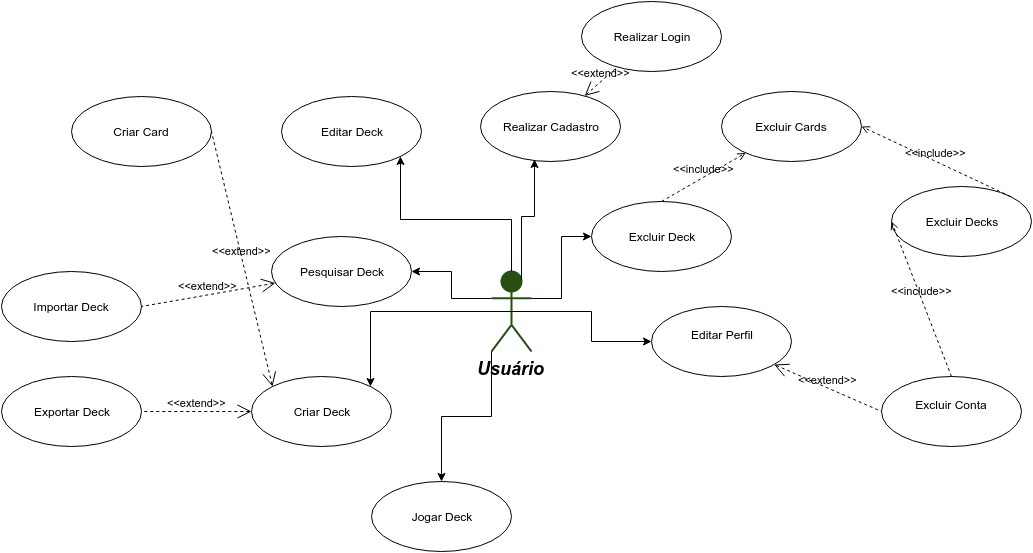 Realizar Login
<<extend>>
Criar Card
Editar Deck
Realizar Cadastro
Excluir Cards
<<include>>
<<include>>
Excluir Decks
Excluir Deck
<<extend>>
Pesquisar Deck
<<extend>>
Importar Deck
<<include>>
Editar Perfil
Usuário
<<extend>>
Exportar Deck
<<extend>>
Criar Deck
Excluir Conta
Jogar Deck